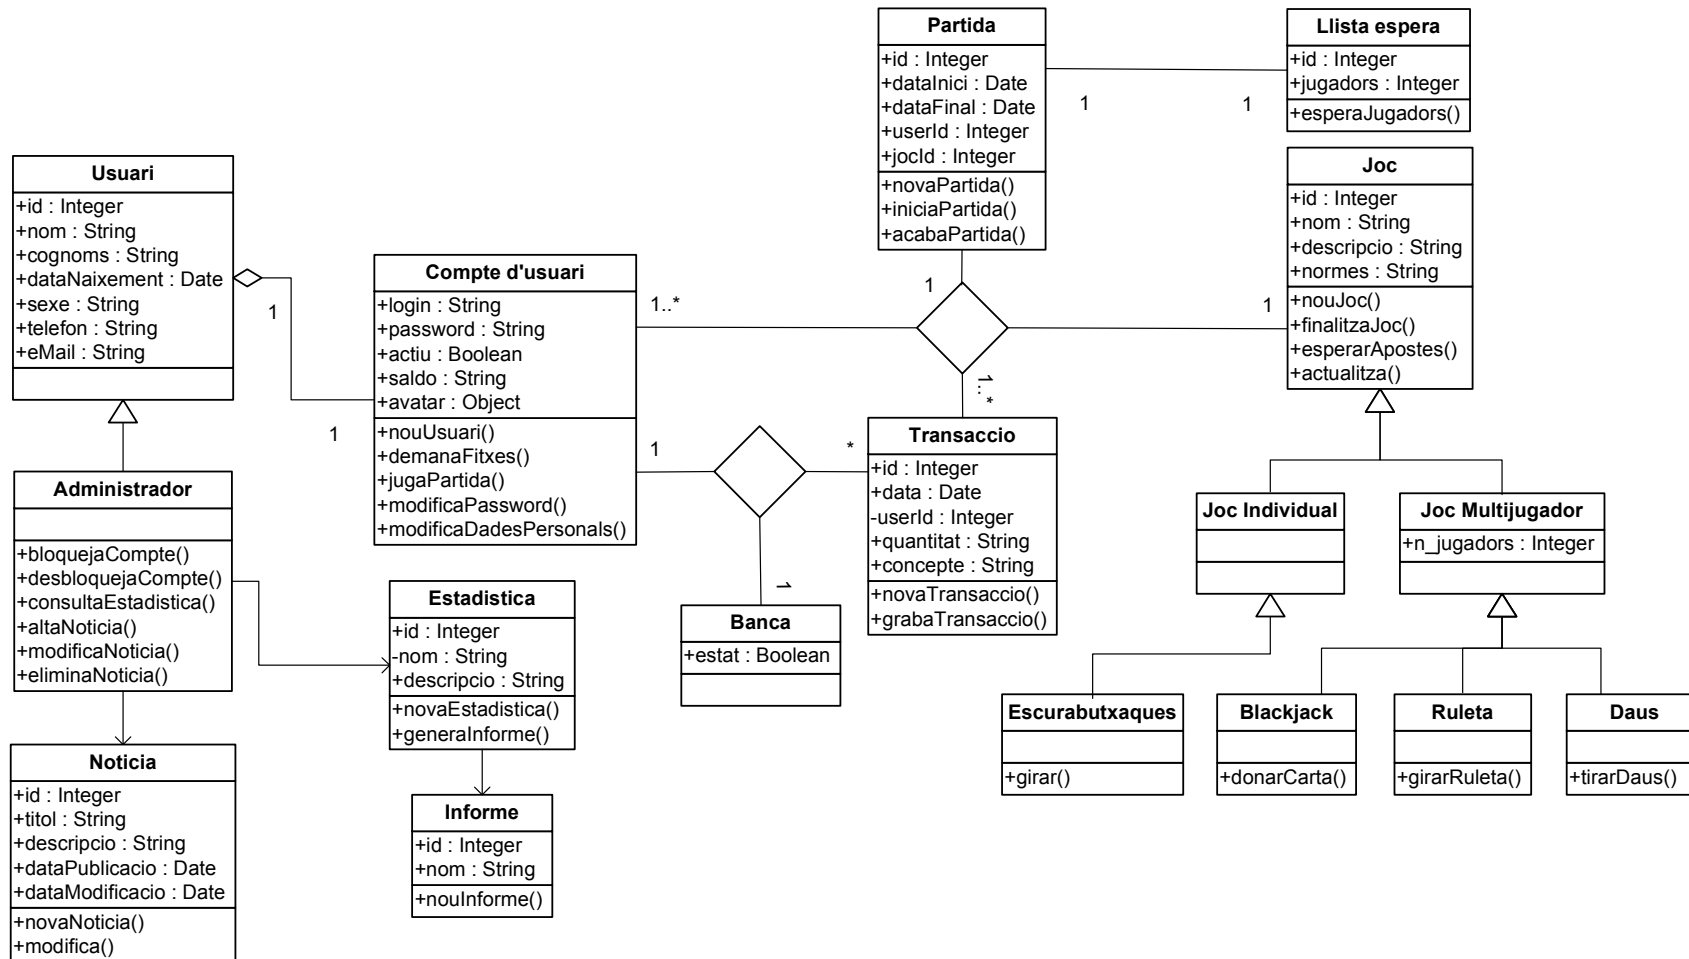 Partida
+id : Integer
+dataInici : Date
+dataFinal : Date
+userId : Integer
+jocId : Integer
+novaPartida()
+iniciaPartida()
+acabaPartida()
Llista espera
+id : Integer
+jugadors : Integer
+esperaJugadors()
1
1
Usuari
+id : Integer
+nom : String
+cognoms : String
+dataNaixement : Date
+sexe : String
+telefon : String
+eMail : String
1
1
Compte d'usuari
+login : String
+password : String
+actiu : Boolean
+saldo : String
+avatar : Object
+nouUsuari()
+demanaFitxes()
+jugaPartida()
+modificaPassword()
+modificaDadesPersonals()
1..*
1
1
1..*
Joc
+id : Integer
+nom : String
+descripcio : String
+normes : String
+nouJoc()
+finalitzaJoc()
+esperarApostes()
+actualitza()
1
*
1
Transaccio
+id : Integer
+data : Date
-userId : Integer
+quantitat : String
+concepte : String
+novaTransaccio()
+grabaTransaccio()
Administrador
+bloquejaCompte()
+desbloquejaCompte()
+consultaEstadistica()
+altaNoticia()
+modificaNoticia()
+eliminaNoticia()
Estadistica
+id : Integer
-nom : String
+descripcio : String
+novaEstadistica()
+generaInforme()
Banca
+estat : Boolean
Joc Individual
Joc Multijugador
+n_jugadors : Integer
Escurabutxaques
+girar()
Blackjack
+donarCarta()
Ruleta
+girarRuleta()
Daus
+tirarDaus()
Noticia
+id : Integer
+titol : String
+descripcio : String
+dataPublicacio : Date
+dataModificacio : Date
+novaNoticia()
+modifica()
Informe
+id : Integer
+nom : String
+nouInforme()